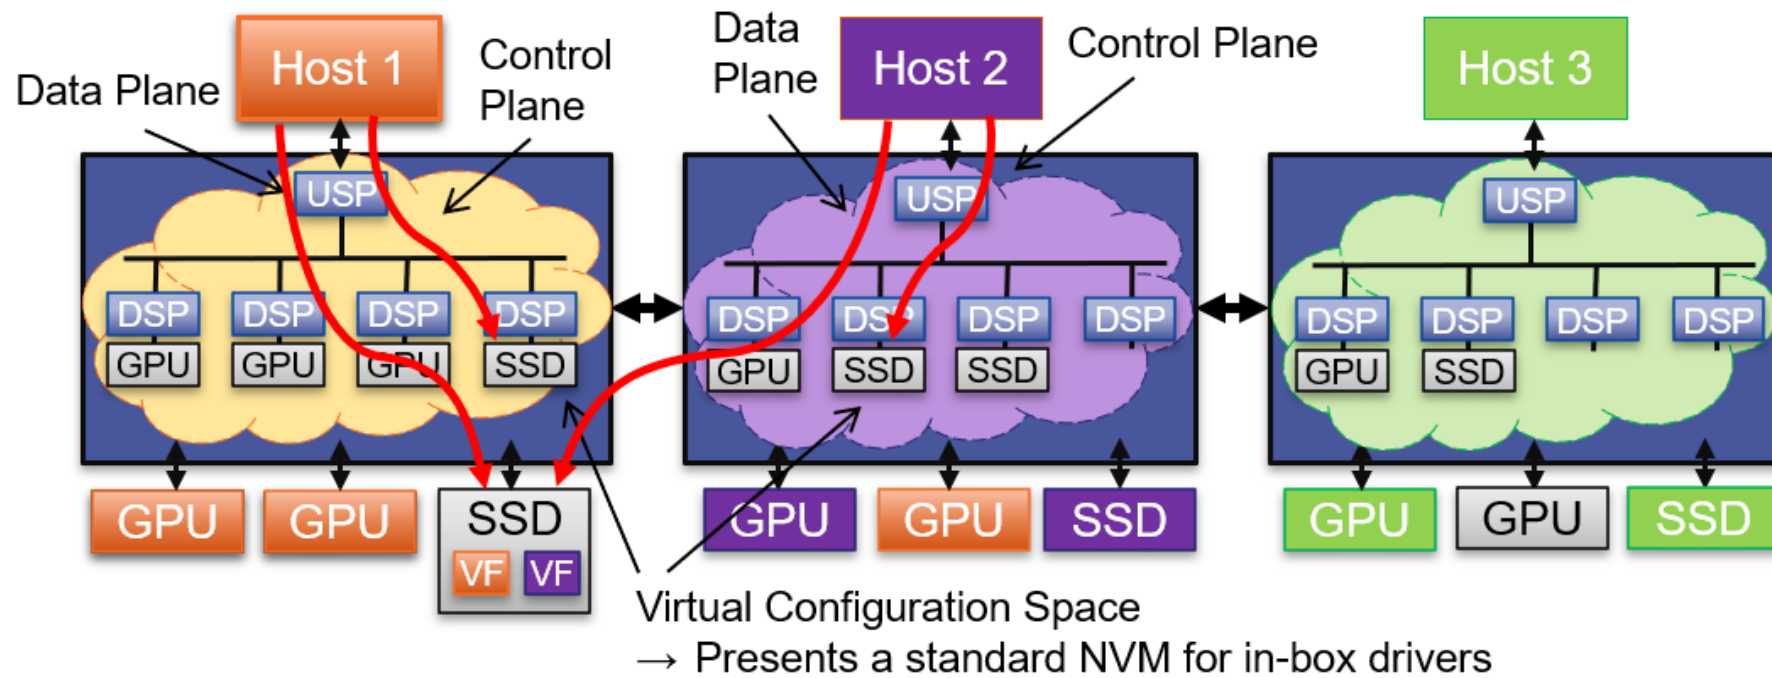 Host 1
Data Plane
Control
Plane
Data
Plane
Host 2
Control Plane
Host 3
USP
USP
USP
DSP
DSP
DSP
DSP
GPU
GPU
GPU
SSD
DSP
DSP
DSP
DSP
GPU
SSD
SSD
DSP
DSP
DSP
DSP
GPU
SSD
GPU
GPU
SSD
VF
VF
GPU
GPU
SSD
GPU
GPU
SSD
Virtual Configuration Space
→ Presents a standard NVM for in-box drivers